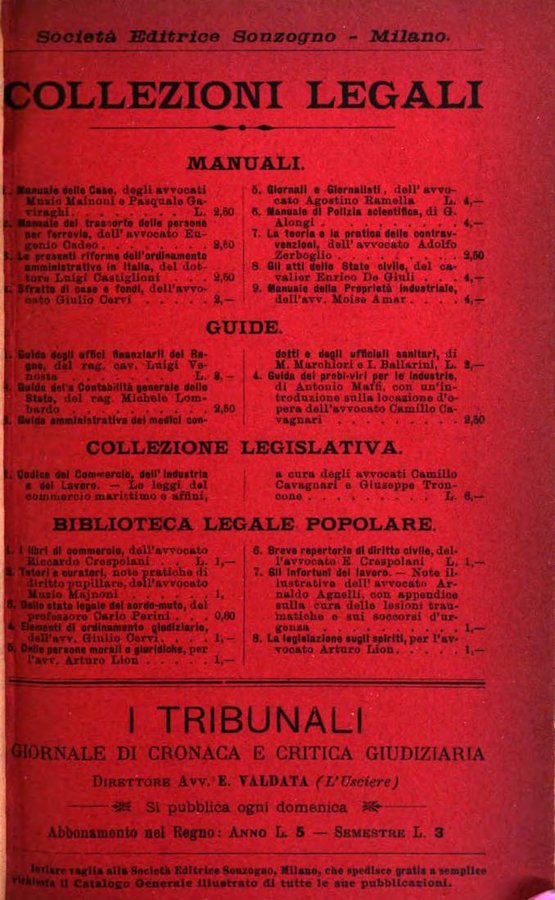 Società Editrice Sonzogno - Milano.
COLLEZIONI LEGALI
MANUALI.
1. Manuale delle Case, degli avvocati
Muzio Mainoni e Pasquale Ga-
viraghi. . . . . . . L. 2,50
2. Manuale dei trasporto delle persone
per ferrovia, dell'avvocato Eu-
genio Cadeo. . . . . . . 2,50
3. Le presenti riforme dell'ordinamento
amministrativo in Italia, del dot-
tore Luigi Castiglioni . . . 2,50
4. Sfratto di case e fondi, dell'avvo-
cato Giulio Cervi . . . . . 2,—
5. Giornali e Giornalisti, dell'avvo-
cato Agostino Ramella L. 4,—
6. Manuale di Polizia scientifica, di G.
Alongi . . . . . . . . 4,—
7. La teoria e la pratica delle contrav-
venzioni, dell'avvocato Adolfo
Zerboglio . . . . . . . 2,50
8. Gli atti dello Stato civile, del ca-
valier Enrico De Giuli . . 4,—
9. Manuale della Proprietà industriale,
dell'avv. Moisè Amar . . . . 4,—
GUIDE.
1. Guida degli uffici finanziarii del Re-
gno, del rag. cav. Luigi Ve-
nosta . . . . . . . L. 3,—
2. Guida della Contabilità generale dello
Stato, del rag. Michele Lom-
bardo . . . . . . . . 2,50
3. Guida amministrativa dei medici con-
dotti e degli ufficiali sanitari, di
M. Marchiori e I. Ballarini, L. 2,—
4. Guida dei probi-viri per le industrie,
di Antonio Maffi, con un'in-
troduzione sulla locazione d'o-
pera dell'avvocato Camillo Ca-
vagnari . . . . . . . 2,50
COLLEZIONE LEGISLATIVA.
1. Codice del Commercio, dell'Industria
e del Lavoro. — Le leggi del
commercio marittimo e affini,
a cura degli avvocati Camillo
Cavagnari e Giuseppe Tron-
cone . . . . . . . . L. 6,—
BIBLIOTECA LEGALE POPOLARE.
1. I libri di commercio, dell'avvocato
Riccardo Crespolani . . L. 1,—
2. Tutori e curatori, note pratiche di
diritto pupillare, dell'avvocato
Muzio Majnoni . . . . . . 1,
3. Dello stato legale dei sordo-muto, del
professore Carlo Perini . . . 0,60
4. Elementi di ordinamento giudiziario,
dell'avv. Giulio Cervi. . . . 1,—
5. Delle persone morali e giuridiche, per
l'avv. Arturo Lion . . . . . 1,—
6. Breve repertorio di diritto civile, del-
l'avvocato E. Crespolani L. 1,—
7. Gli infortuni del lavoro. — Note il-
lustrative dell'avvocato Ar-
naldo Agnelli, con appendice
sulla cura delle lesioni trau-
matiche e sui soccorsi d'ur-
genza . . . . . . . . 1,—
8. La legislazione sugli spiriti, per l'av-
vocato Arturo Lion. . . . . 1,—
I TRIBUNALI
GIORNALE DI CRONACA E CRITICA GIUDIZIARIA
DIRETTORE AVV. E. VALDATA (L'Usciere)
Si pubblica ogni domenica
Abbonamento nel Regno: ANNO L. 5 — SEMESTRE L. 3
Inviare vaglia alla Società Editrice Sonzogno, Milano, che spedisce gratis a semplice
richiesta il Catalogo Generale illustrato di tutte le sue pubblicazioni.